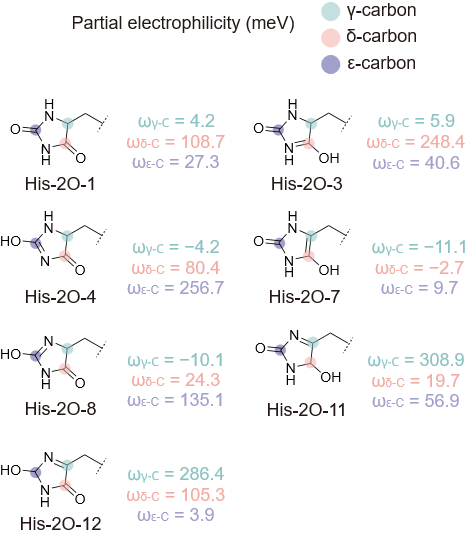 Partial electrophilicity (meV)
γ-carbon
δ-carbon
ε-carbon
H
N
O
N
H
O
His-2O-1
ωγ-C = 4.2
ωδ-C = 108.7
ωε-C = 27.3
H
N
O
N
H
OH
His-2O-3
ωγ-C = 5.9
ωδ-C = 248.4
ωε-C = 40.6
H
N
HO
N
O
His-2O-4
ωγ-C = −4.2
ωδ-C = 80.4
ωε-C = 256.7
H
N
O
N
H
OH
His-2O-7
ωγ-C = −11.1
ωδ-C = −2.7
ωε-C = 9.7
N
HO
N
H
O
His-2O-8
ωγ-C = −10.1
ωδ-C = 24.3
ωε-C = 135.1
N
O
N
H
OH
His-2O-11
ωγ-C = 308.9
ωδ-C = 19.7
ωε-C = 56.9
N
HO
N
H
O
His-2O-12
ωγ-C = 286.4
ωδ-C = 105.3
ωε-C = 3.9